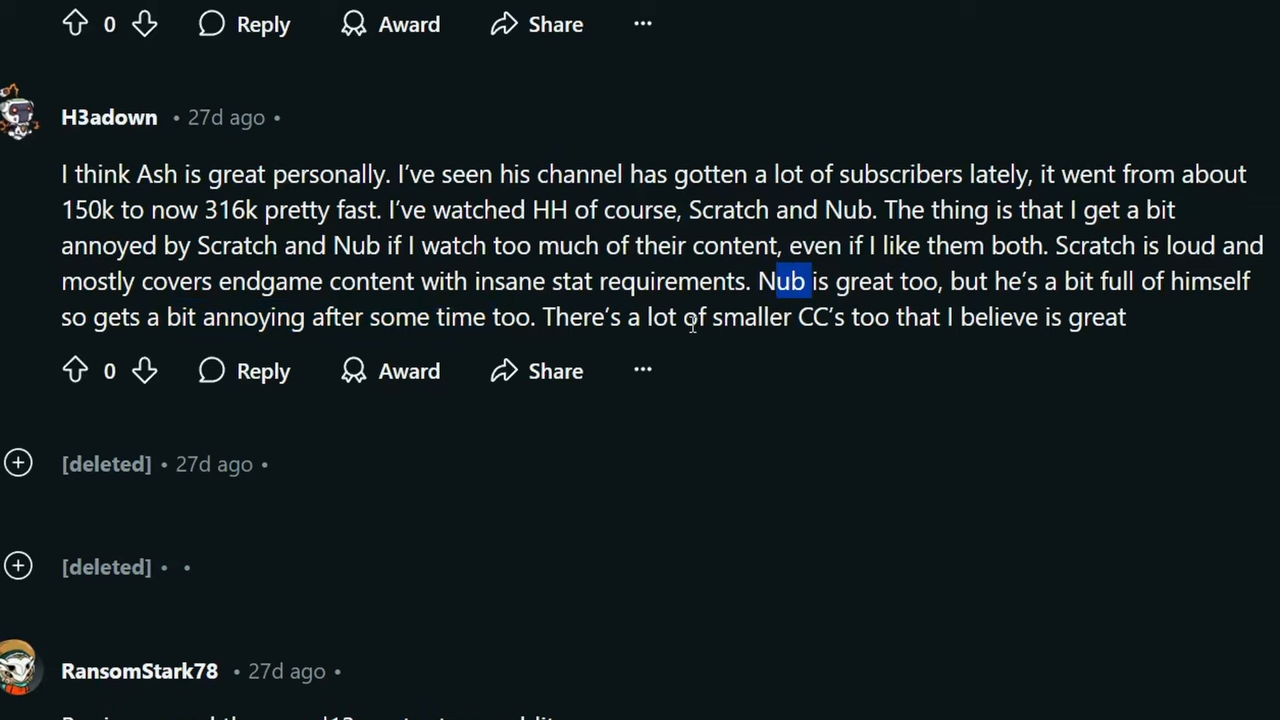 0 Reply Award Share ...
H3adown • 27d ago •
I think Ash is great personally. I’ve seen his channel has gotten a lot of subscribers lately, it went from about
150k to now 316k pretty fast. I’ve watched HH of course, Scratch and Nub. The thing is that I get a bit
annoyed by Scratch and Nub if I watch too much of their content, even if I like them both. Scratch is loud and
mostly covers endgame content with insane stat requirements. Nub is great too, but he’s a bit full of himself
so gets a bit annoying after some time too. There’s a lot of smaller CC’s too that I believe is great
0 Reply Award Share ...
[deleted] • 27d ago •
[deleted] • •
RansomStark78 • 27d ago •